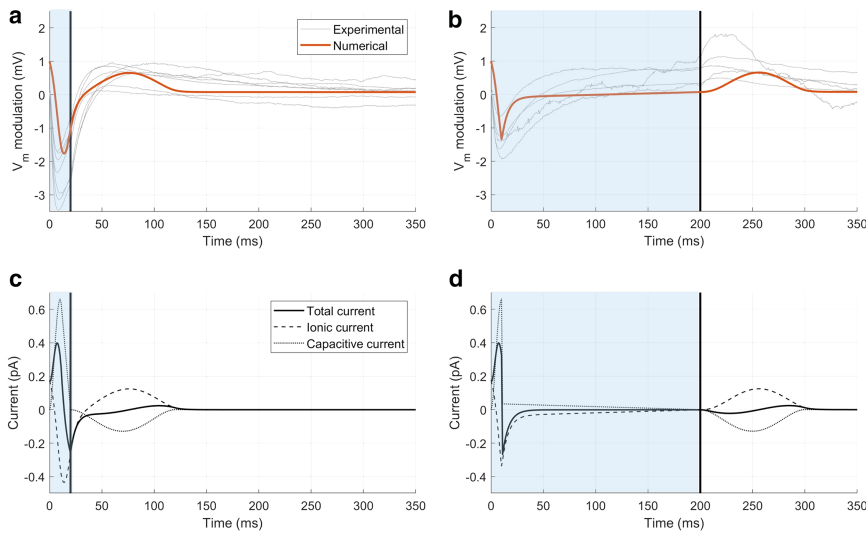 a
2
1
0
-1
-2
-3
V_m modulation (mV)
Experimental
Numerical
0 50 100 150 200 250 300 350
Time (ms)
b
2
1
0
-1
-2
-3
V_m modulation (mV)
0 50 100 150 200 250 300 350
Time (ms)
c
0.6
0.4
0.2
0
-0.2
-0.4
Current (pA)
Total current
Ionic current
Capacitive current
0 50 100 150 200 250 300 350
Time (ms)
d
0.6
0.4
0.2
0
-0.2
-0.4
Current (pA)
0 50 100 150 200 250 300 350
Time (ms)